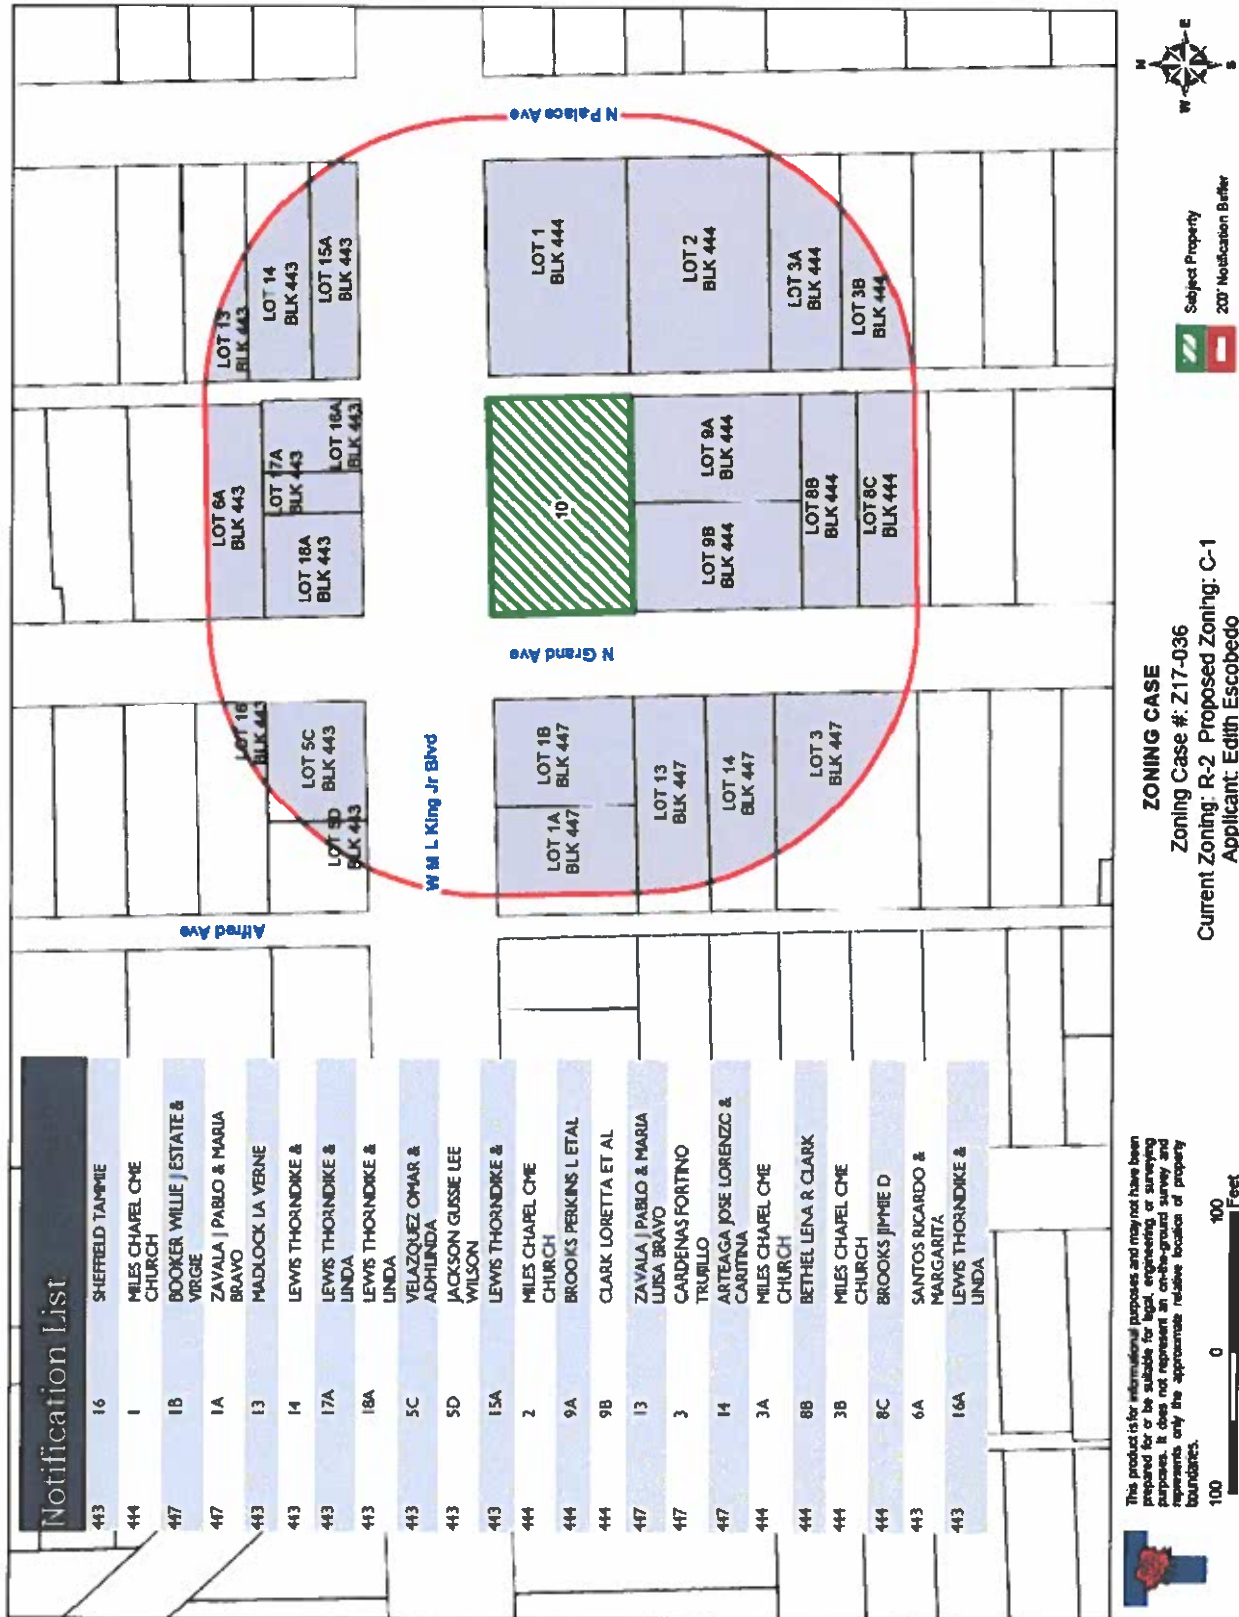 Notification List
443 16 SHEFFIELD TAMMIE
444 1 MILES CHAPEL CME
CHURCH
447 1B BOOKER WILLIE J ESTATE &
VIRGIE
447 1A ZAVALA J PABLO & MARIA
BRAVO
443 13 MADLOCK LA VERNE
443 14 LEWIS THORNDIKE &
443 17A LEWIS THORNDIKE &
LINDA
443 18A LEWIS THORNDIKE &
LINDA
443 5C VELAZQUEZ OMAR &
ADHLINDA
443 5D JACKSON GUSSIE LEE
WILSON
443 15A LEWIS THORNDIKE &
444 2 MILES CHAPEL CME
CHURCH
444 9A BROOKS PERKINS L ETAL
444 9B CLARK LORETTA ET AL
447 13 ZAVALA J PABLO & MARIA
LUISA BRAVO
447 3 CARDENAS FORTINO
TRUJILLO
447 14 ARTEAGA JOSE LORENZO &
CARITINA
444 3A MILES CHAPEL CME
CHURCH
444 8B BETHEL LENA R CLARK
444 3B MILES CHAPEL CME
CHURCH
444 8C BROOKS JIMMIE D
443 6A SANTOS RICARDO &
MARGARITA
443 16A LEWIS THORNDIKE &
LINDA
Alfred Ave
W M L King Jr Blvd
N Grand Ave
N Palace Ave
LOT 16
BLK 443
LOT 5C
BLK 443
LOT 5D
BLK 443
LOT 6A
BLK 443
LOT 17A
BLK 443
LOT 16A
BLK 443
LOT 18A
BLK 443
LOT 13
BLK 443
LOT 14
BLK 443
LOT 15A
BLK 443
LOT 1A
BLK 447
LOT 1B
BLK 447
LOT 13
BLK 447
LOT 14
BLK 447
LOT 3
BLK 447
10
LOT 9B
BLK 444
LOT 9A
BLK 444
LOT 8B
BLK 444
LOT 8C
BLK 444
LOT 1
BLK 444
LOT 2
BLK 444
LOT 3A
BLK 444
LOT 3B
BLK 444
This product is for informational purposes and may not have been
prepared for or be suitable for legal, engineering, or surveying
purposes. It does not represent an on-the-ground survey and
represents only the approximate relative location of property
boundaries.
100 0 100
Feet
ZONING CASE
Zoning Case #: Z17-036
Current Zoning: R-2 Proposed Zoning: C-1
Applicant: Edith Escobedo
Subject Property
200' Notification Buffer
N
W E
S